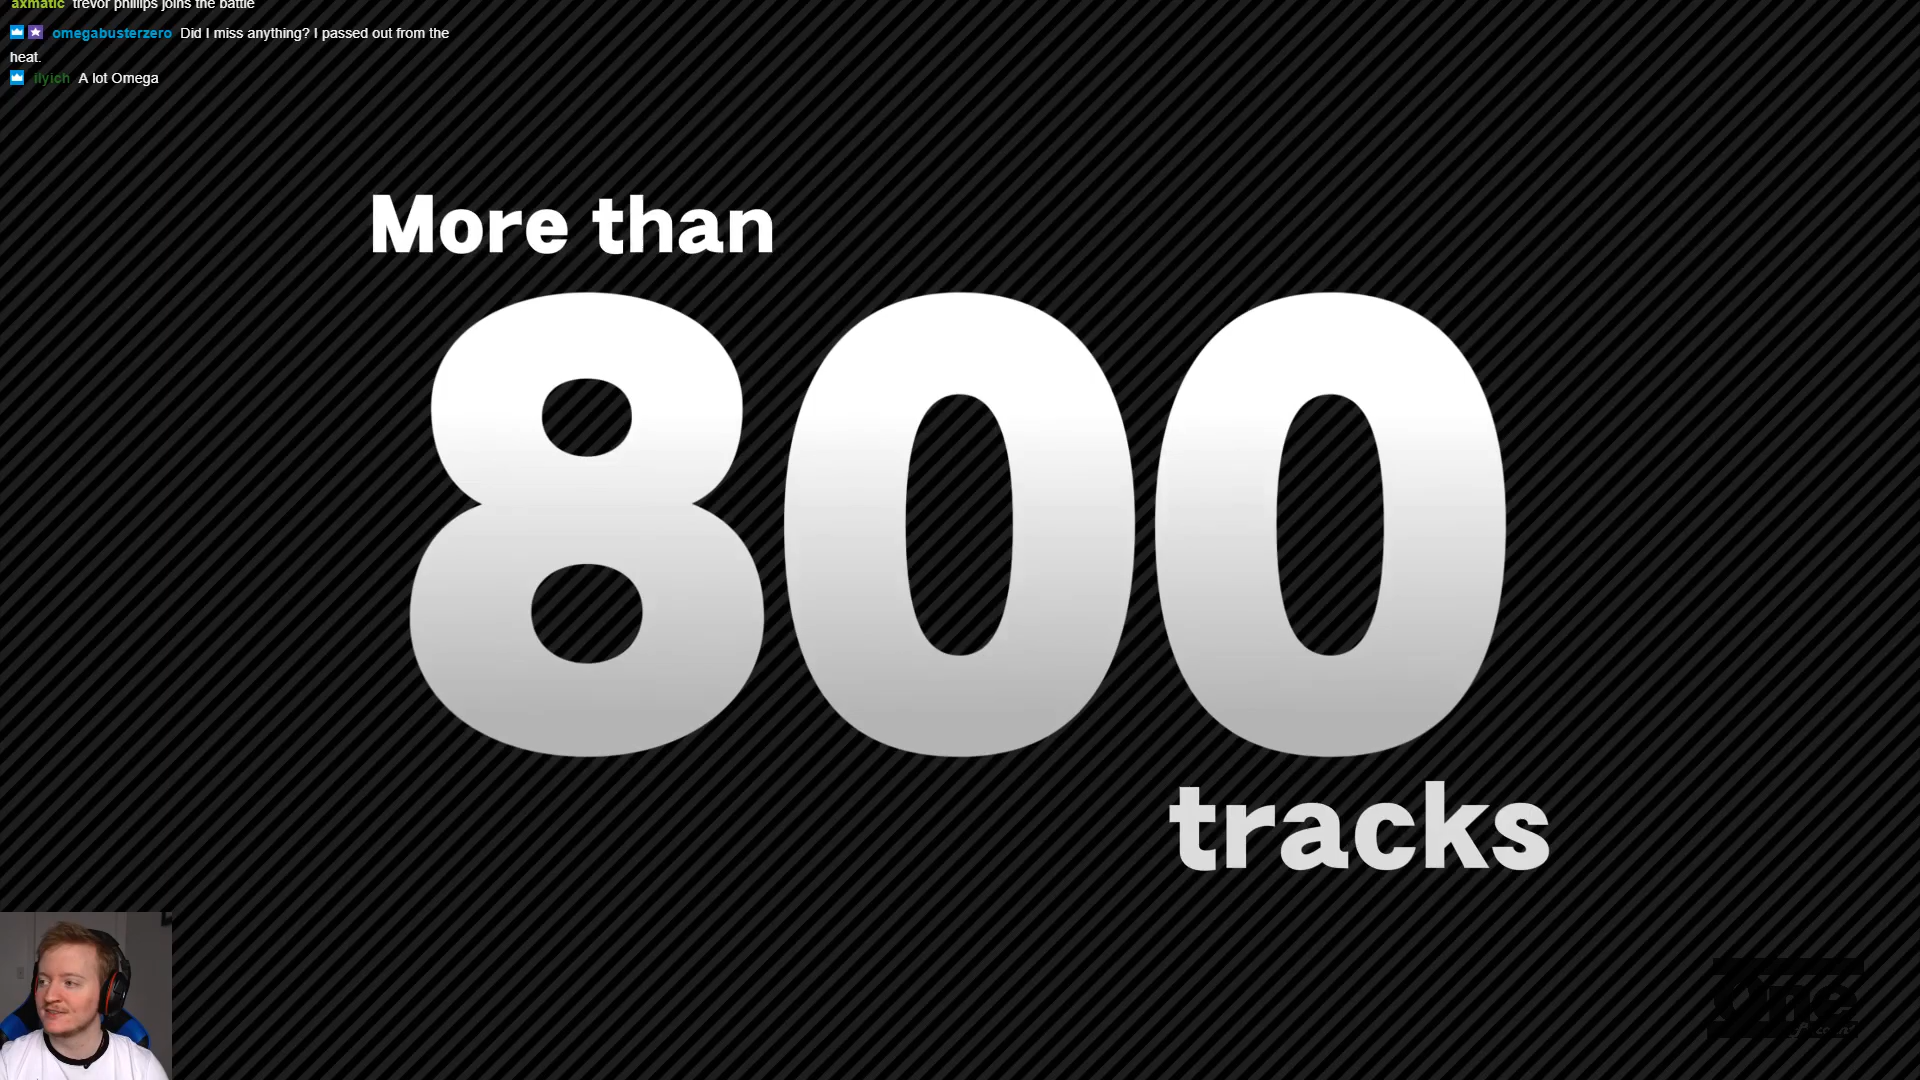 axmatic trevor phillips joins the battle
omegabusterzero Did I miss anything? I passed out from the
heat.
ilyich A lot Omega
More than
800
tracks
One